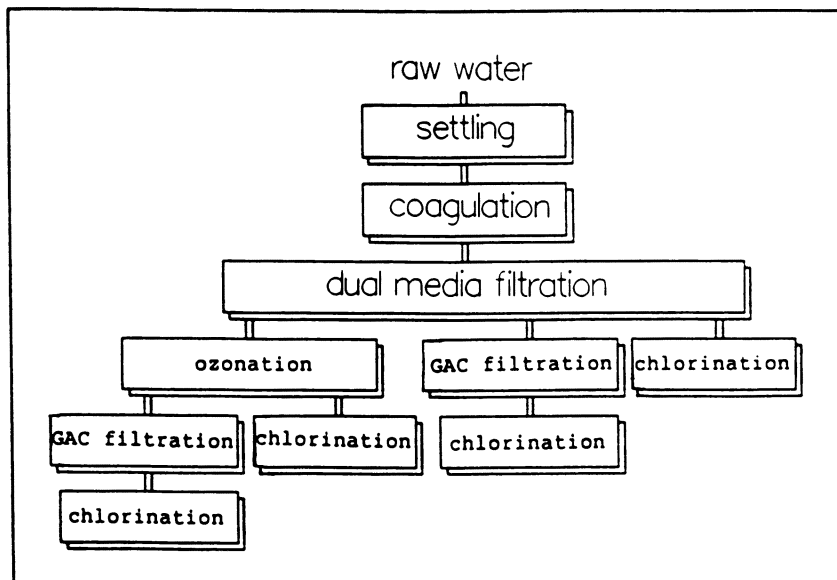 raw water
settling
coagulation
dual media filtration
ozonation
GAC filtration
chlorination
GAC filtration
chlorination
chlorination
chlorination